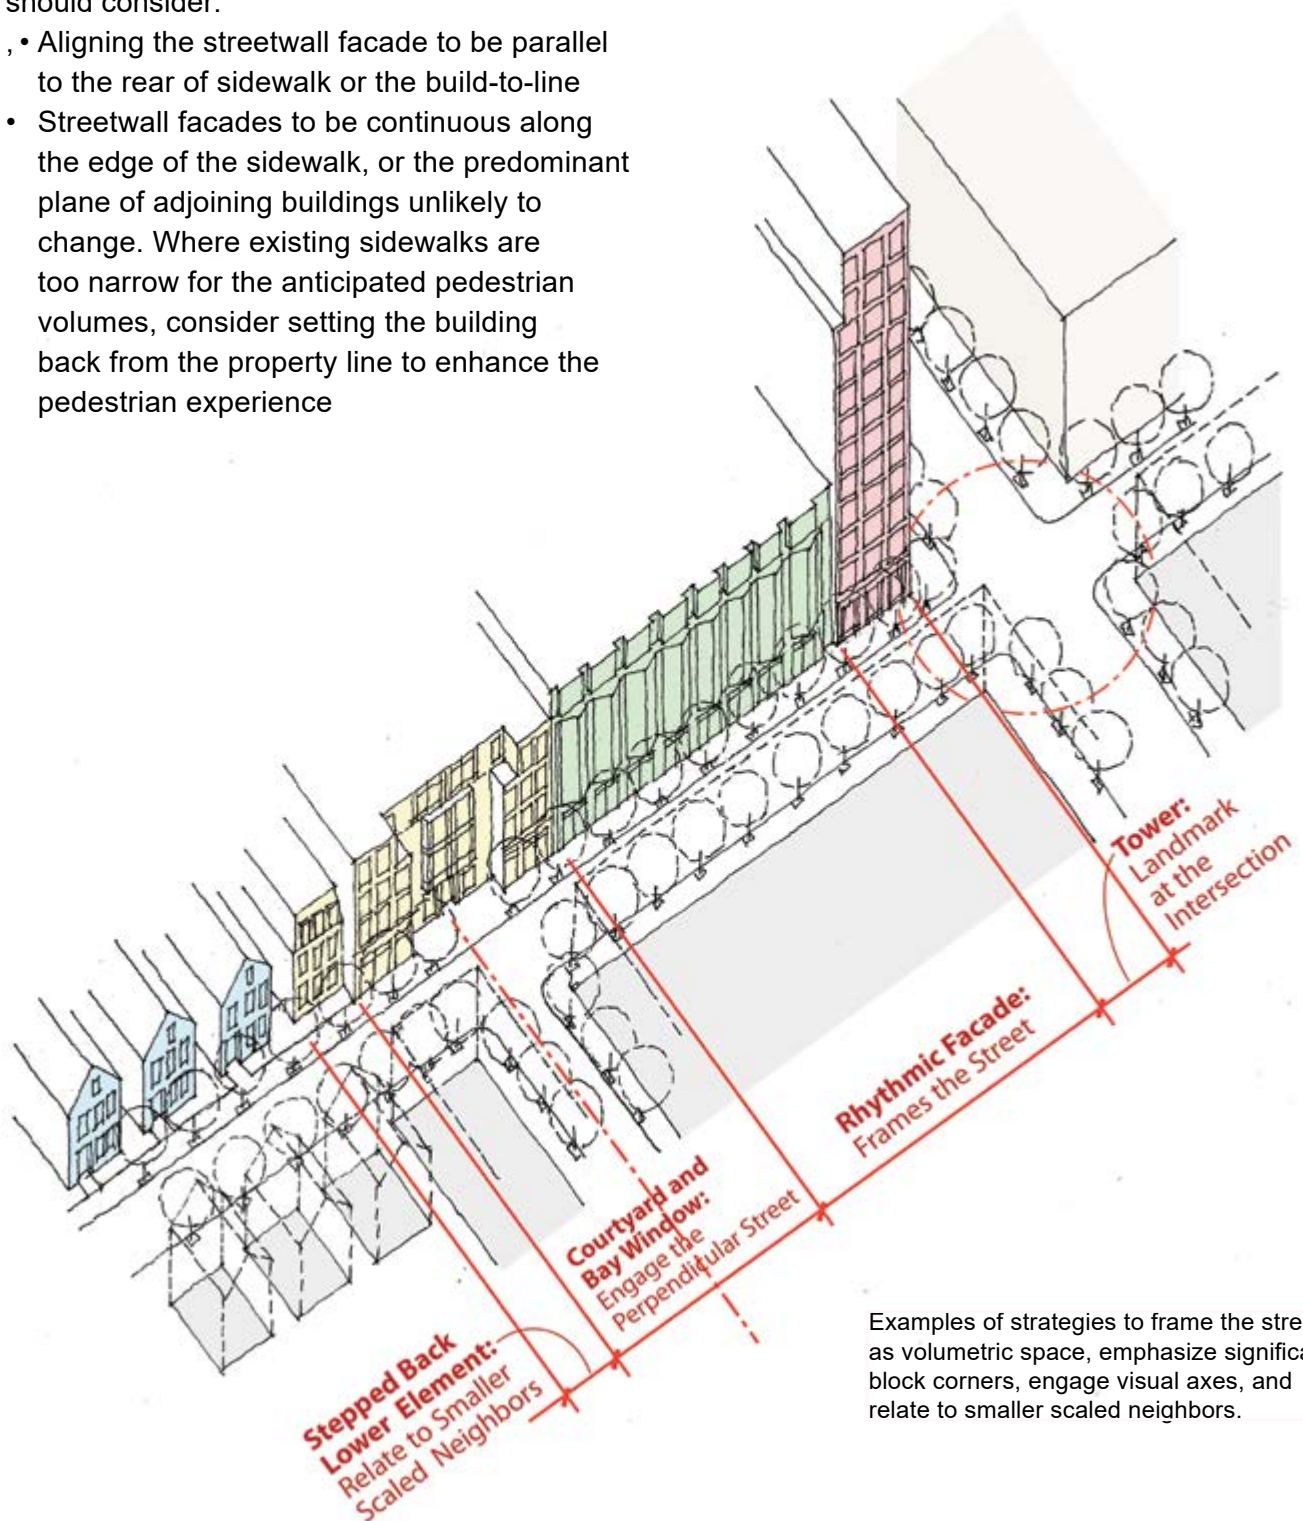 should consider:
, • Aligning the streetwall facade to be parallel
to the rear of sidewalk or the build-to-line
• Streetwall facades to be continuous along
the edge of the sidewalk, or the predominant
plane of adjoining buildings unlikely to
change. Where existing sidewalks are
too narrow for the anticipated pedestrian
volumes, consider setting the building
back from the property line to enhance the
pedestrian experience
Tower:
Landmark
at the
Intersection
Rhythmic Facade:
Frames the Street
Courtyard and
Bay Window:
Engage the
Perpendicular Street
Stepped Back
Lower Element:
Relate to Smaller
Scaled Neighbors
Examples of strategies to frame the stre
as volumetric space, emphasize signific
block corners, engage visual axes, and
relate to smaller scaled neighbors.